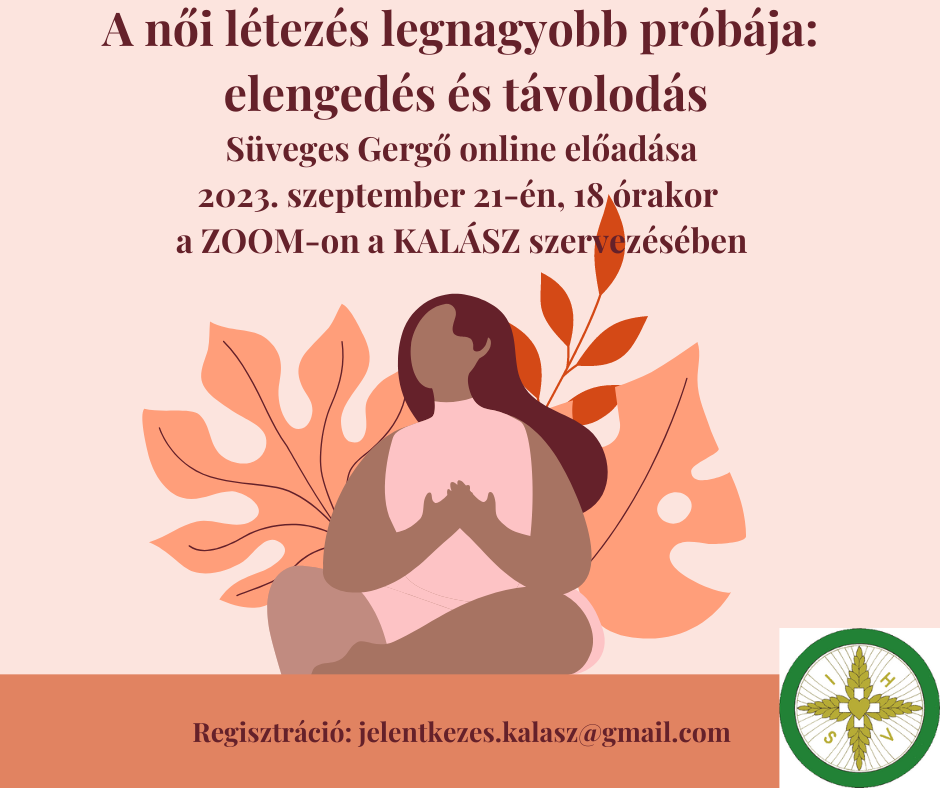 A női létezés legnagyobb próbája:
elengedés és távolodás
Süveges Gergő online előadása
2023. szeptember 21-én, 18 órakor
a ZOOM-on a KALÁSZ szervezésében
Regisztráció: jelentkezes.kalasz@gmail.com
I H
S V